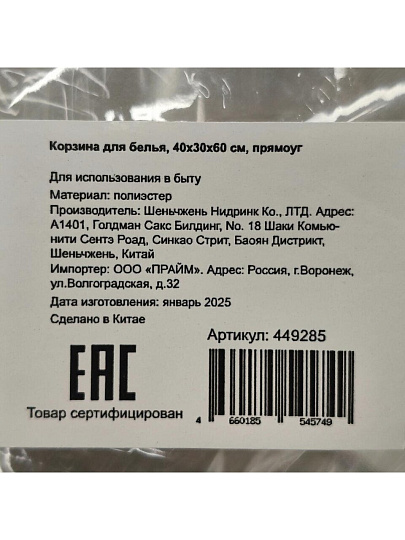 Корзина для белья, 40х30х60 см, прямоуг
Для использования в быту
Материал: полиэстер
Производитель: Шеньчжень Нидринк Ко., ЛТД. Адрес:
А1401, Голдман Сакс Билдинг, No. 18 Шаки Комью-
нити Сентэ Роад, Синкао Стрит, Баоян Дистрикт,
Шеньчжень, Китай
Импортер: ООО «ПРАЙМ». Адрес: Россия, г.Воронеж,
ул.Волгоградская, д.32
Дата изготовления: январь 2025
Сделано в Китае
Артикул: 449285
ЕАС
Товар сертифицирован
4 660185 545749